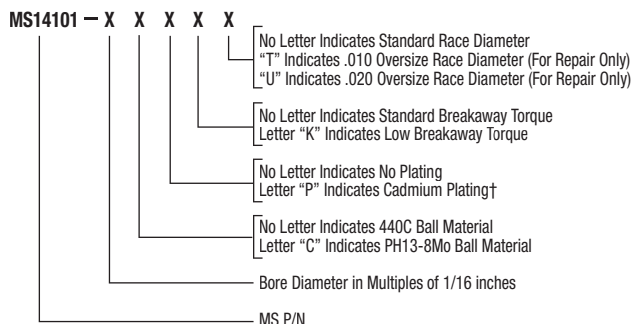 MS14101 – X X X X X
No Letter Indicates Standard Race Diameter
“T” Indicates .010 Oversize Race Diameter (For Repair Only)
“U” Indicates .020 Oversize Race Diameter (For Repair Only)
No Letter Indicates Standard Breakaway Torque
Letter “K” Indicates Low Breakaway Torque
No Letter Indicates No Plating
Letter “P” Indicates Cadmium Plating†
No Letter Indicates 440C Ball Material
Letter “C” Indicates PH13-8Mo Ball Material
Bore Diameter in Multiples of 1/16 inches
MS P/N